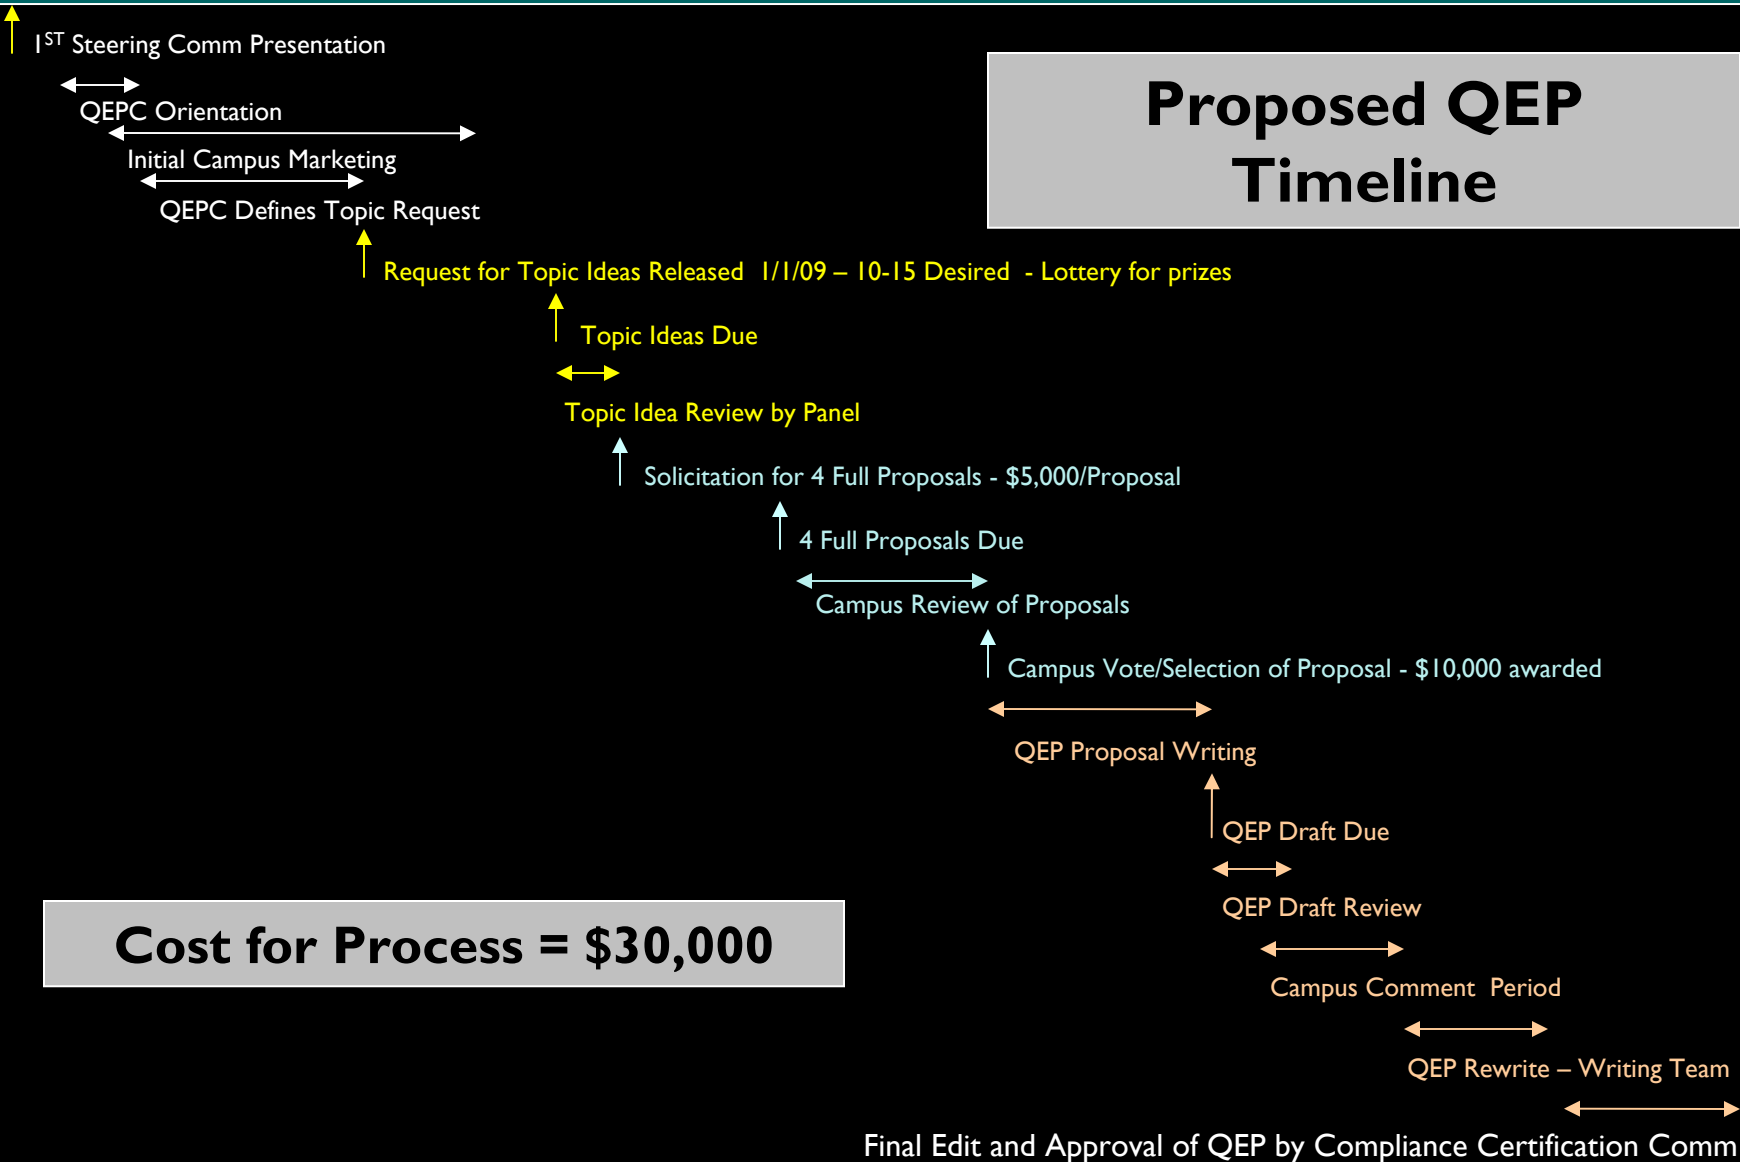 1ST Steering Comm Presentation
Proposed QEP
Timeline
QEPC Orientation
Initial Campus Marketing
QEPC Defines Topic Request
Request for Topic Ideas Released 1/1/09 – 10-15 Desired - Lottery for prizes
Topic Ideas Due
Topic Idea Review by Panel
Solicitation for 4 Full Proposals - $5,000/Proposal
4 Full Proposals Due
Campus Review of Proposals
Campus Vote/Selection of Proposal - $10,000 awarded
QEP Proposal Writing
QEP Draft Due
QEP Draft Review
Cost for Process = $30,000
Campus Comment Period
QEP Rewrite – Writing Team
Final Edit and Approval of QEP by Compliance Certification Comm